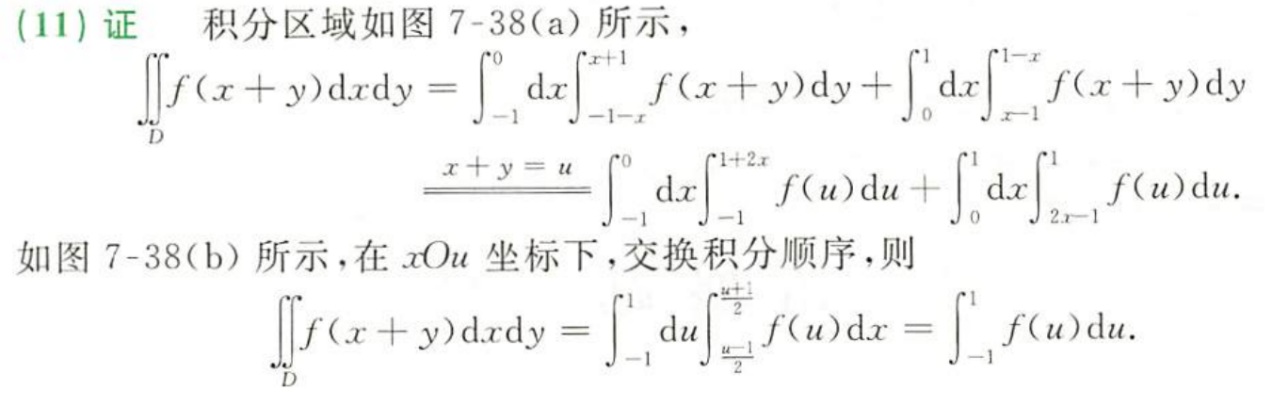 (11) 证 积分区域如图 7-38(a) 所示，
$\iint\limits_{D} f(x+y)\mathrm{d}x\mathrm{d}y = \int_{-1}^{0}\mathrm{d}x\int_{-1-x}^{x+1} f(x+y)\mathrm{d}y + \int_{0}^{1}\mathrm{d}x\int_{x-1}^{1-x} f(x+y)\mathrm{d}y$
$\xlongequal{x+y=u} \int_{-1}^{0}\mathrm{d}x\int_{-1}^{1+2x} f(u)\mathrm{d}u + \int_{0}^{1}\mathrm{d}x\int_{2x-1}^{1} f(u)\mathrm{d}u.$
如图 7-38(b) 所示，在 xOu 坐标下，交换积分顺序，则
$\iint\limits_{D} f(x+y)\mathrm{d}x\mathrm{d}y = \int_{-1}^{1}\mathrm{d}u\int_{\frac{u-1}{2}}^{\frac{u+1}{2}} f(u)\mathrm{d}x = \int_{-1}^{1} f(u)\mathrm{d}u.$